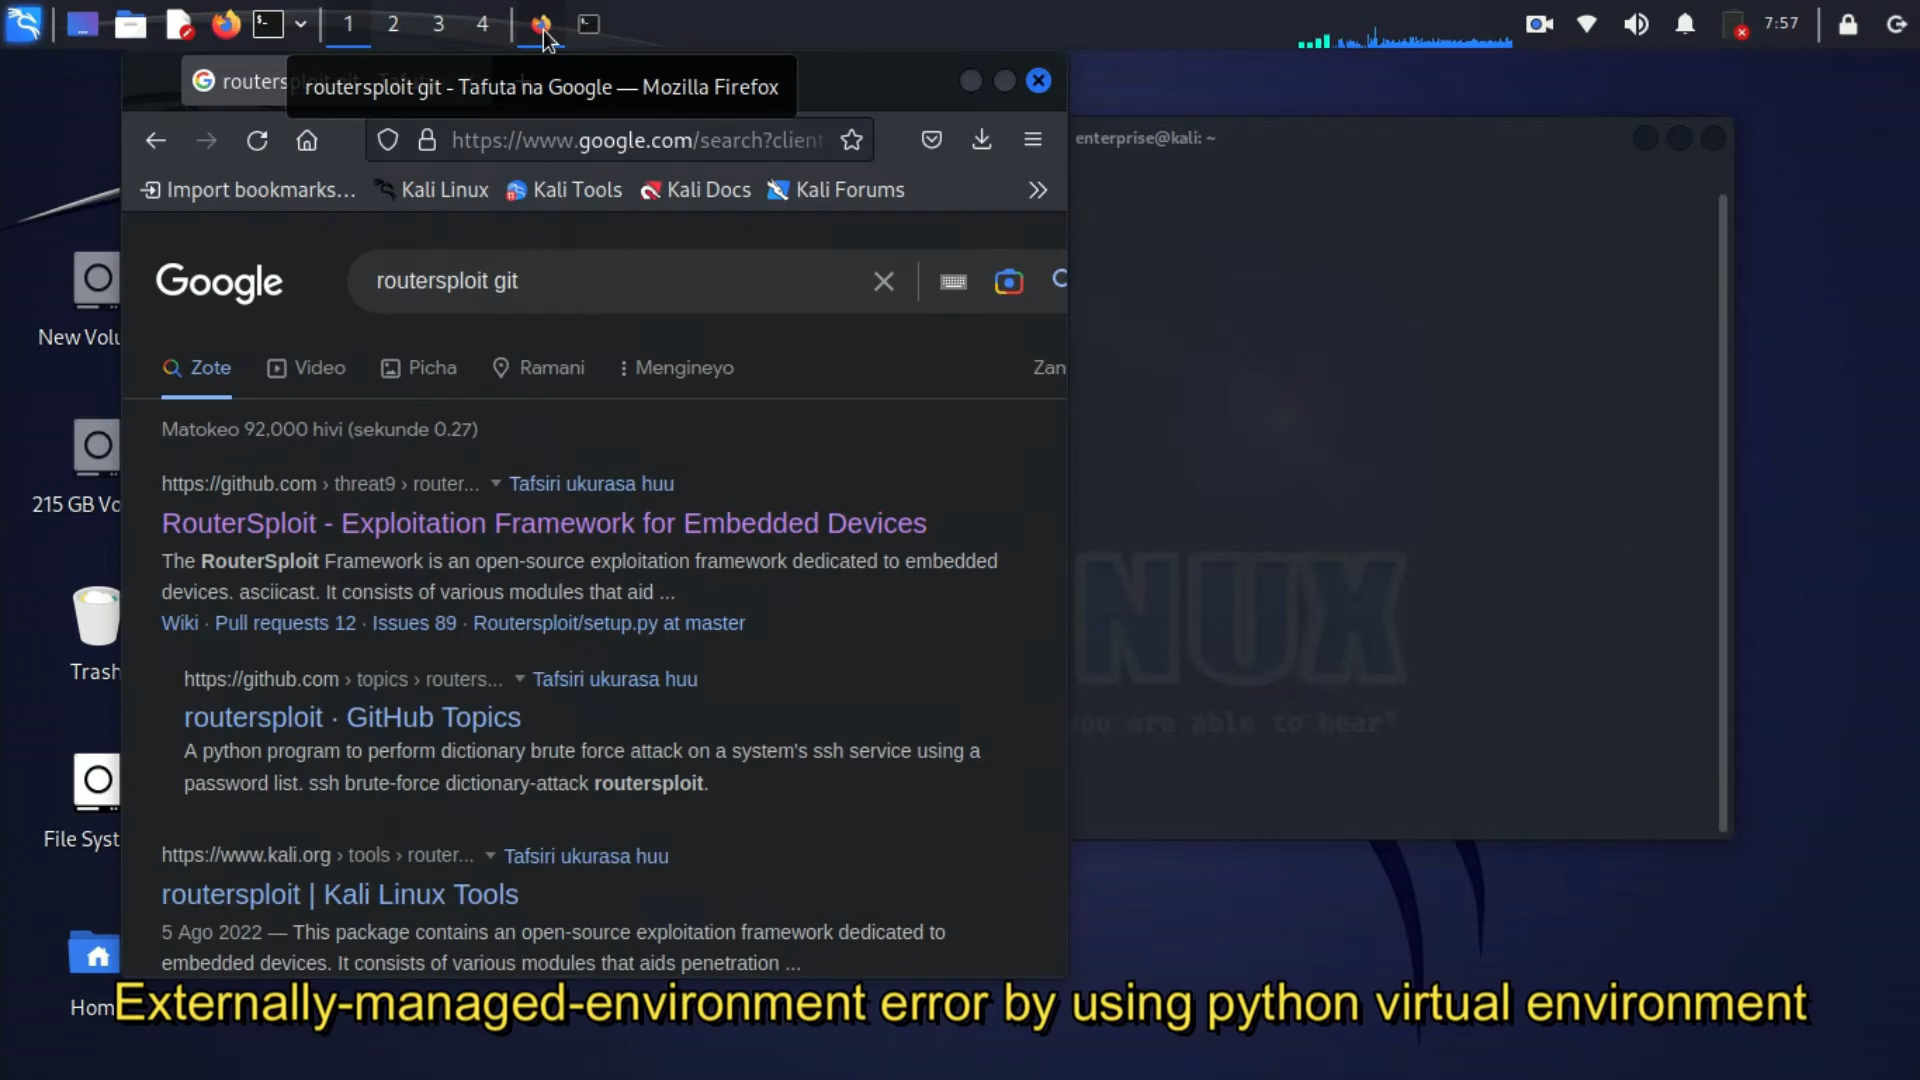 1 2 3 4
7:57
routers
routersploit git - Tafuta na Google — Mozilla Firefox
https://www.google.com/search?client
enterprise@kali: ~
Import bookmarks... Kali Linux Kali Tools Kali Docs Kali Forums
Google
routersploit git
Zote Video Picha Ramani Mengineyo Zan
Matokeo 92,000 hivi (sekunde 0.27)
https://github.com › threat9 › router... Tafsiri ukurasa huu
RouterSploit - Exploitation Framework for Embedded Devices
The RouterSploit Framework is an open-source exploitation framework dedicated to embedded
devices. asciicast. It consists of various modules that aid ...
Wiki · Pull requests 12 · Issues 89 · Routersploit/setup.py at master
https://github.com › topics › routers... Tafsiri ukurasa huu
routersploit · GitHub Topics
A python program to perform dictionary brute force attack on a system's ssh service using a
password list. ssh brute-force dictionary-attack routersploit.
https://www.kali.org › tools › router... Tafsiri ukurasa huu
routersploit | Kali Linux Tools
5 Ago 2022 — This package contains an open-source exploitation framework dedicated to
embedded devices. It consists of various modules that aids penetration ...
New Volu
215 GB Vo
Trash
File Syst
Hom
NUX
you are able to hear"
Externally-managed-environment error by using python virtual environment